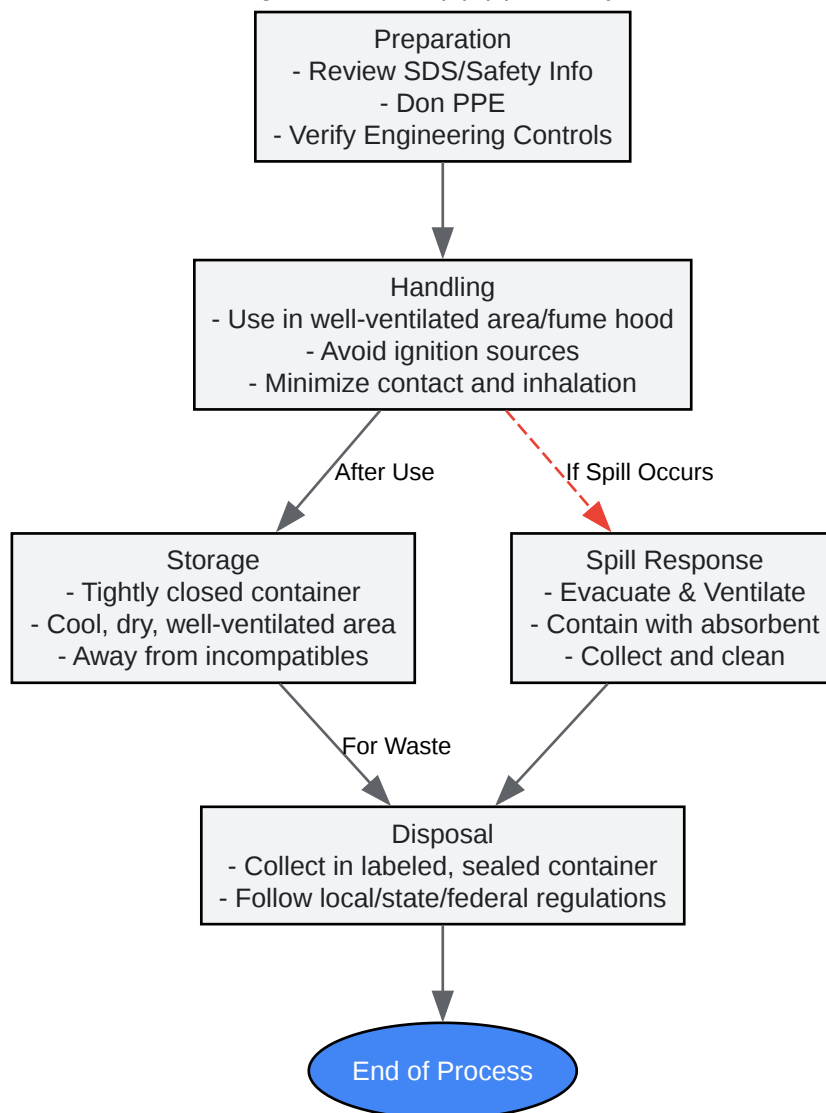 Preparation
- Review SDS/Safety Info
- Don PPE
- Verify Engineering Controls
Handling
- Use in well-ventilated area/fume hood
- Avoid ignition sources
- Minimize contact and inhalation
After Use
If Spill Occurs
Storage
- Tightly closed container
- Cool, dry, well-ventilated area
- Away from incompatibles
Spill Response
- Evacuate & Ventilate
- Contain with absorbent
- Collect and clean
For Waste
Disposal
- Collect in labeled, sealed container
- Follow local/state/federal regulations
End of Process